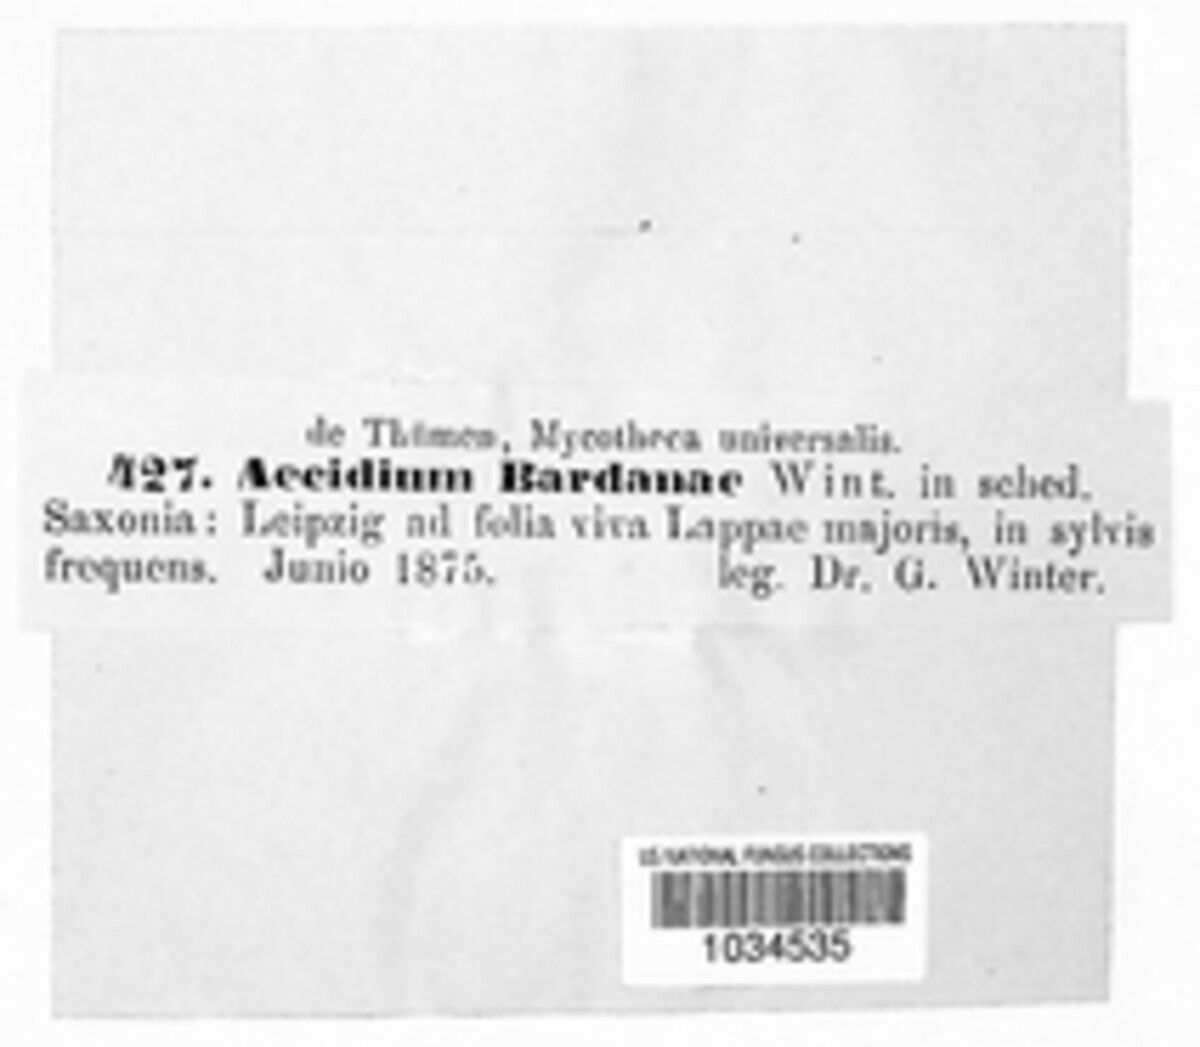 de Thümen, Mycotheca universalis.
427. Aecidium Bardanae Wint. in sched.
Saxonia: Leipzig ad folia viva Lappae majoris, in sylvis
frequens. Junio 1875. leg. Dr. G. Winter.
US NATIONAL FUNGUS COLLECTIONS
1034535